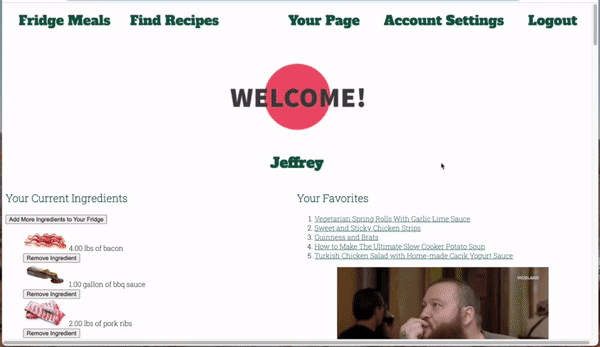 Fridge Meals Find Recipes Your Page Account Settings Logout
WELCOME!
Jeffrey
Your Current Ingredients
Add More Ingredients to Your Fridge
4.00 lbs of bacon
Remove Ingredient
1.00 gallon of bbq sauce
Remove Ingredient
2.00 lbs of pork ribs
Remove Ingredient
Your Favorites
1. Vegetarian Spring Rolls With Garlic Lime Sauce
2. Sweet and Sticky Chicken Strips
3. Guinness and Brats
4. How to Make The Ultimate Slow Cooker Potato Soup
5. Turkish Chicken Salad with Home-made Cacik Yogurt Sauce